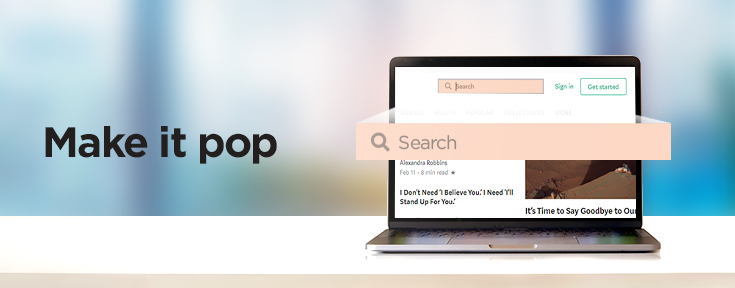 Make it pop
Search
Sign in
Get started
Search
Alexandra Robbins
Feb 11 • 8 min read ★
I Don't Need 'I Believe You.' I Need 'I'll
Stand Up For You.'
It's Time to Say Goodbye to Our